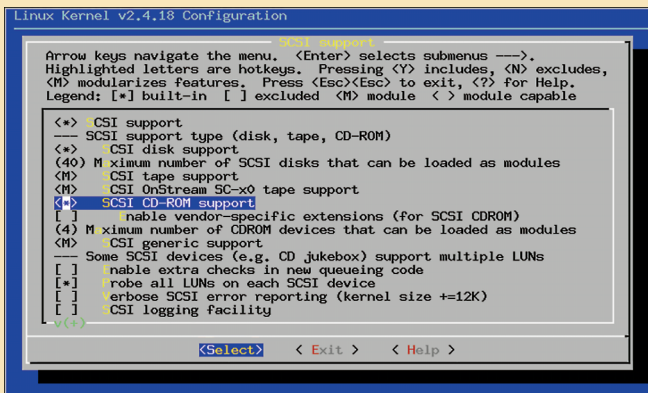 Linux Kernel v2.4.18 Configuration
SCSI support
Arrow keys navigate the menu. <Enter> selects submenus --->.
Highlighted letters are hotkeys. Pressing <Y> includes, <N> excludes,
<M> modularizes features. Press <Esc><Esc> to exit, <?> for Help.
Legend: [*] built-in [ ] excluded <M> module < > module capable
<*> SCSI support
--- SCSI support type (disk, tape, CD-ROM)
<*> SCSI disk support
(40) Maximum number of SCSI disks that can be loaded as modules
<M> SCSI tape support
<M> SCSI OnStream SC-x0 tape support
<*> SCSI CD-ROM support
[ ] Enable vendor-specific extensions (for SCSI CDROM)
(4) Maximum number of CDROM devices that can be loaded as modules
<M> SCSI generic support
--- Some SCSI devices (e.g. CD jukebox) support multiple LUNs
[ ] Enable extra checks in new queueing code
[*] Probe all LUNs on each SCSI device
[ ] Verbose SCSI error reporting (kernel size +=12K)
[ ] SCSI logging facility
v(+)
<Select> < Exit > < Help >